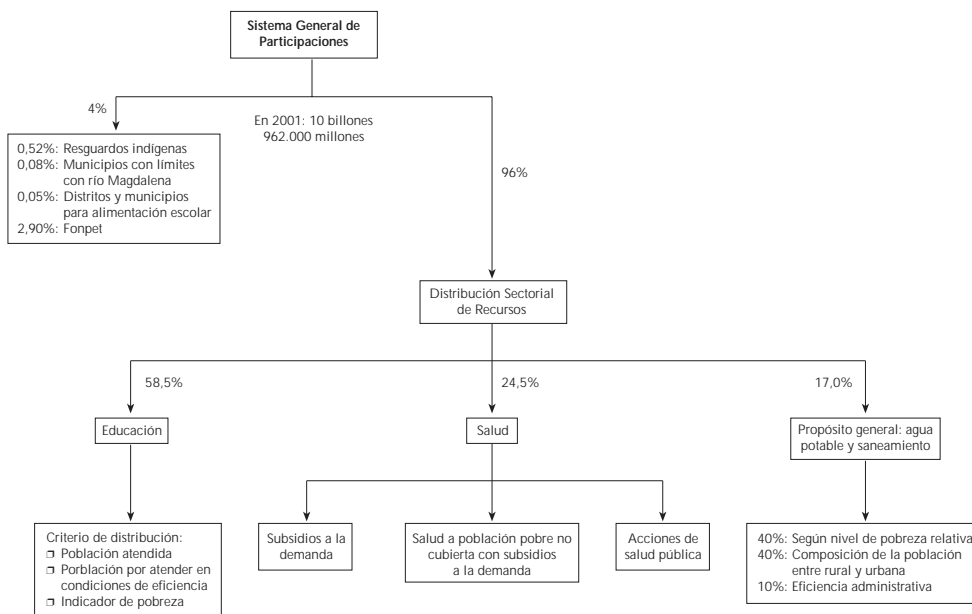 Sistema General de
Participaciones
4%
En 2001: 10 billones
962.000 millones
96%
0,52%: Resguardos indígenas
0,08%: Municipios con límites
con río Magdalena
0,05%: Distritos y municipios
para alimentación escolar
2,90%: Fonpet
Distribución Sectorial
de Recursos
58,5%
24,5%
17,0%
Educación
Salud
Propósito general: agua
potable y saneamiento
Criterio de distribución:
❒ Población atendida
❒ Porblación por atender en
condiciones de eficiencia
❒ Indicador de pobreza
Subsidios a la
demanda
Salud a población pobre no
cubierta con subsidios
a la demanda
Acciones de
salud pública
40%: Según nivel de pobreza relativa
40%: Composición de la población
entre rural y urbana
10%: Eficiencia administrativa